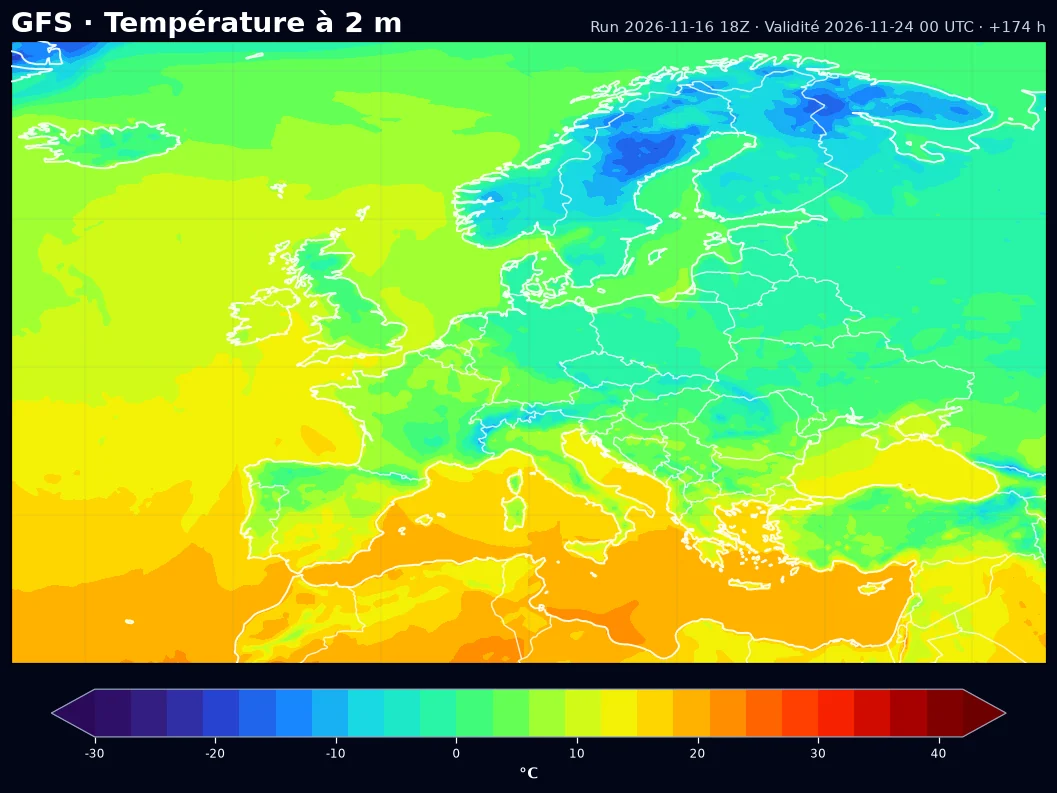 GFS · Température à 2 m
Run 2026-11-16 18Z · Validité 2026-11-24 00 UTC · +174 h
-30 -20 -10 0 10 20 30 40
°C